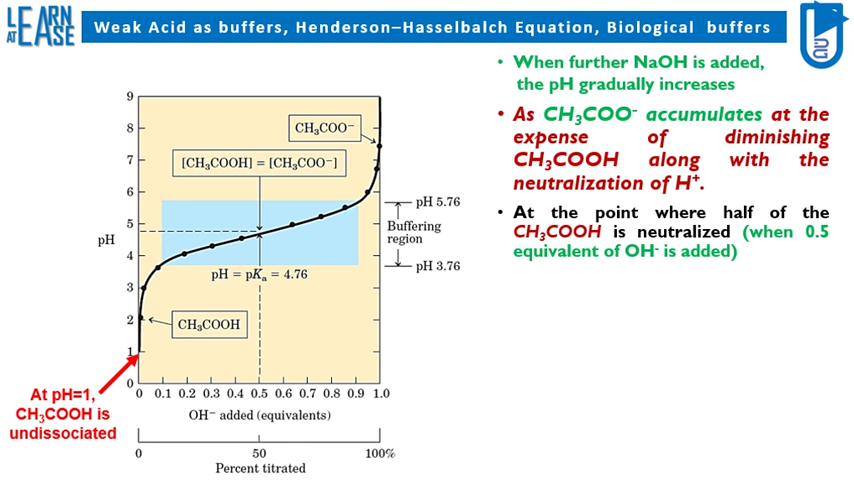 LEARN
AT EASE
Weak Acid as buffers, Henderson–Hasselbalch Equation, Biological buffers
• When further NaOH is added,
the pH gradually increases
• As CH₃COO⁻ accumulates at the
expense of diminishing
CH₃COOH along with the
neutralization of H⁺.
• At the point where half of the
CH₃COOH is neutralized (when 0.5
equivalent of OH⁻ is added)
9
8
7
6
5
4
3
2
1
0
pH
CH₃COO⁻
[CH₃COOH] = [CH₃COO⁻]
pH 5.76
Buffering
region
pH 3.76
pH = pKₐ = 4.76
CH₃COOH
At pH=1,
CH₃COOH is
undissociated
0 0.1 0.2 0.3 0.4 0.5 0.6 0.7 0.8 0.9 1.0
OH⁻ added (equivalents)
0 50 100%
Percent titrated